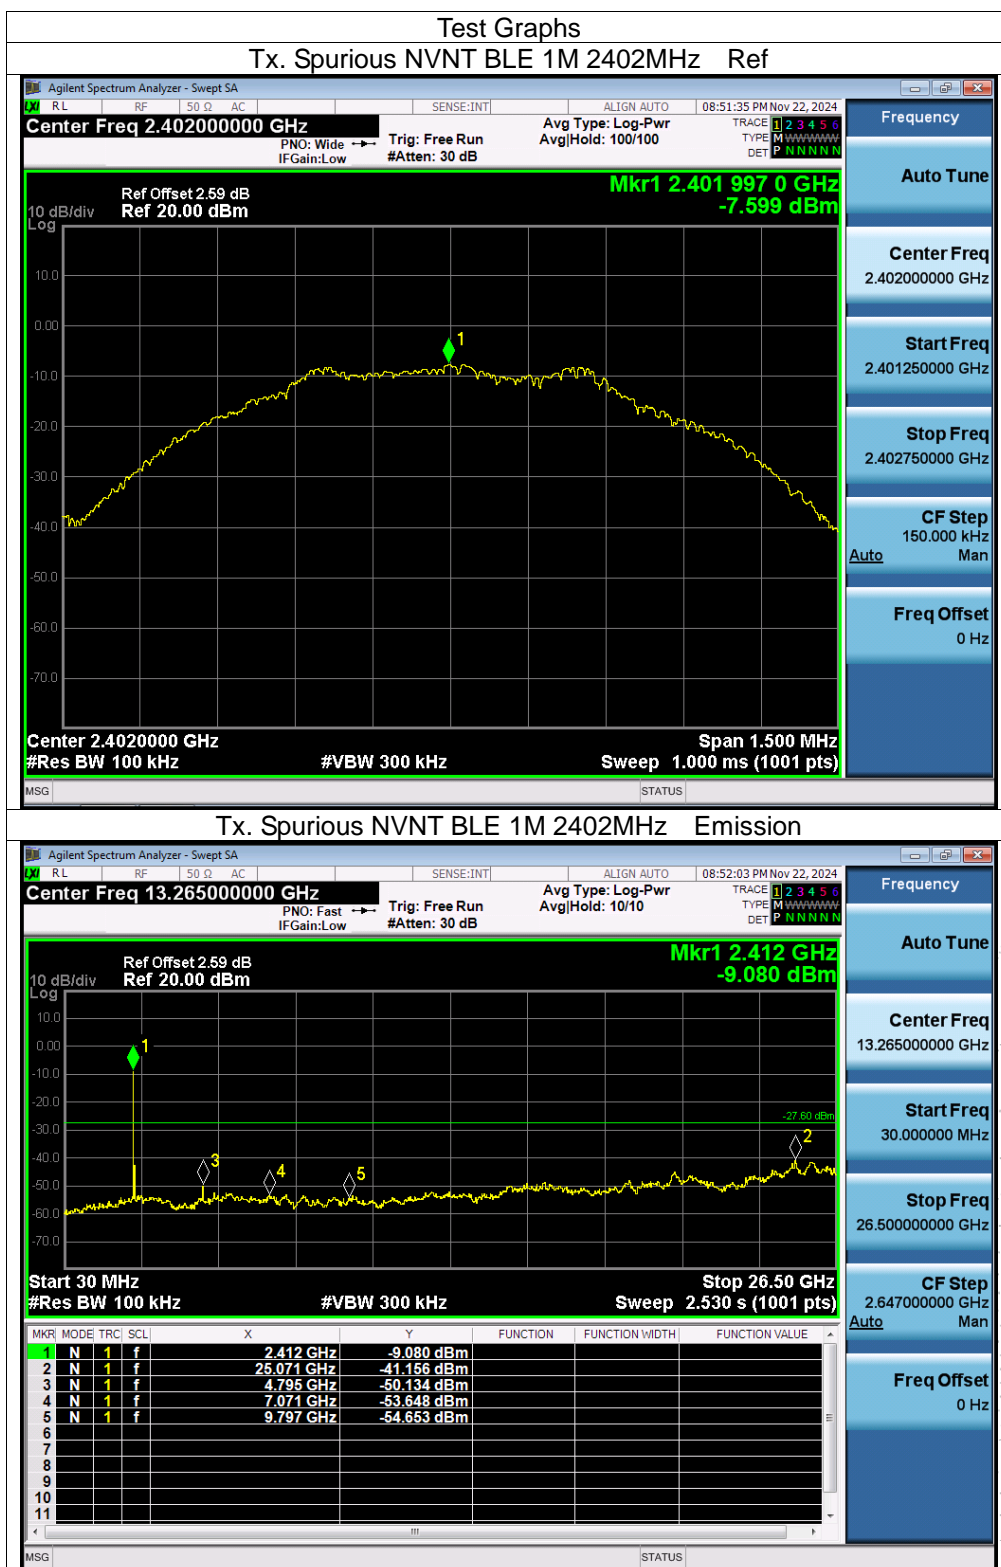 Test Graphs
Tx. Spurious NVNT BLE 1M 2402MHz Ref
Agilent Spectrum Analyzer - Swept SA
LXI RL RF 50 Ω AC SENSE:INT ALIGN AUTO 08:51:35 PM Nov 22, 2024
Center Freq 2.402000000 GHz
PNO: Wide
IFGain:Low
Trig: Free Run
#Atten: 30 dB
Avg Type: Log-Pwr
Avg|Hold: 100/100
TRACE 1 2 3 4 5 6
TYPE M WWWWW
DET P N N N N N
Ref Offset 2.59 dB
Ref 20.00 dBm
10 dB/div
Log
Mkr1 2.401 997 0 GHz
-7.599 dBm
10.0
0.00
-10.0
-20.0
-30.0
-40.0
-50.0
-60.0
-70.0
1
Center 2.4020000 GHz
#Res BW 100 kHz
#VBW 300 kHz
Span 1.500 MHz
Sweep 1.000 ms (1001 pts)
MSG
STATUS
Frequency
Auto Tune
Center Freq
2.402000000 GHz
Start Freq
2.401250000 GHz
Stop Freq
2.402750000 GHz
CF Step
150.000 kHz
Auto Man
Freq Offset
0 Hz
Tx. Spurious NVNT BLE 1M 2402MHz Emission
Agilent Spectrum Analyzer - Swept SA
LXI RL RF 50 Ω AC SENSE:INT ALIGN AUTO 08:52:03 PM Nov 22, 2024
Center Freq 13.265000000 GHz
PNO: Fast
IFGain:Low
Trig: Free Run
#Atten: 30 dB
Avg Type: Log-Pwr
Avg|Hold: 10/10
TRACE 1 2 3 4 5 6
TYPE M WWWWW
DET P N N N N N
Ref Offset 2.59 dB
Ref 20.00 dBm
10 dB/div
Log
Mkr1 2.412 GHz
-9.080 dBm
10.0
0.00
-10.0
-20.0
-30.0
-40.0
-50.0
-60.0
-70.0
1
-27.60 dBm
2
3
4
5
Start 30 MHz
#Res BW 100 kHz
#VBW 300 kHz
Stop 26.50 GHz
Sweep 2.530 s (1001 pts)
MKR MODE TRC SCL X Y FUNCTION FUNCTION WIDTH FUNCTION VALUE
1 N 1 f 2.412 GHz -9.080 dBm
2 N 1 f 25.071 GHz -41.156 dBm
3 N 1 f 4.795 GHz -50.134 dBm
4 N 1 f 7.071 GHz -53.648 dBm
5 N 1 f 9.797 GHz -54.653 dBm
6
7
8
9
10
11
MSG
STATUS
Frequency
Auto Tune
Center Freq
13.265000000 GHz
Start Freq
30.000000 MHz
Stop Freq
26.500000000 GHz
CF Step
2.647000000 GHz
Auto Man
Freq Offset
0 Hz